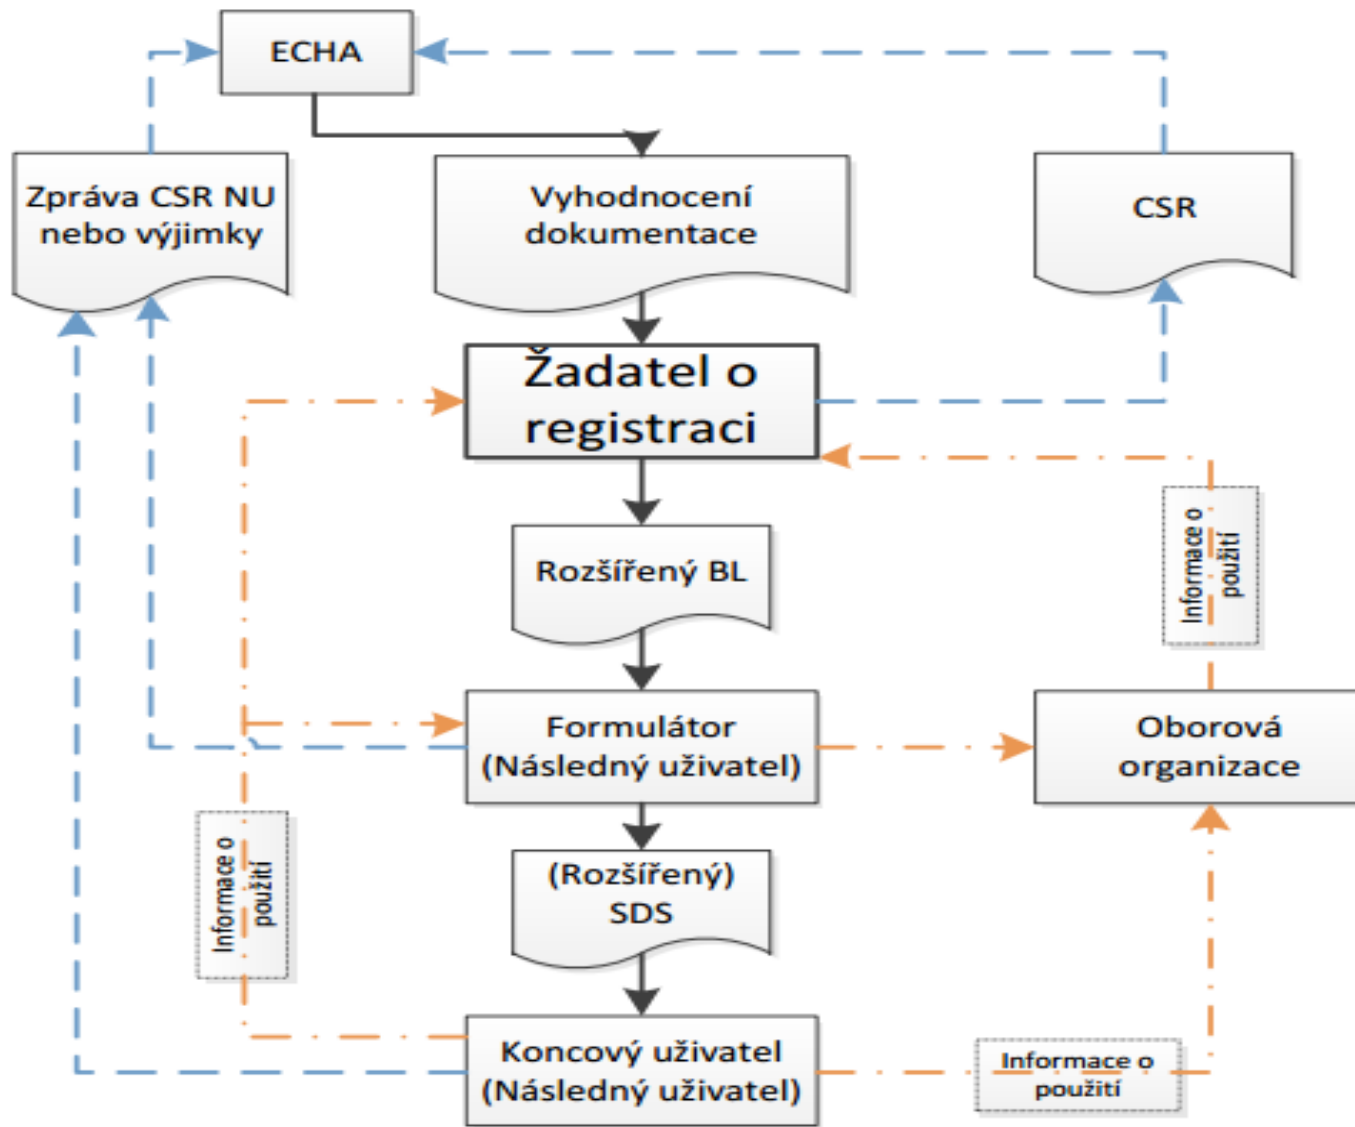 ECHA
Zpráva CSR NU
nebo výjimky
Vyhodnocení
dokumentace
CSR
Žadatel o
registraci
Informace o
použití
Rozšířený BL
Formulátor
(Následný uživatel)
Oborová
organizace
Informace o
použití
(Rozšířený)
SDS
Koncový uživatel
(Následný uživatel)
Informace o
použití